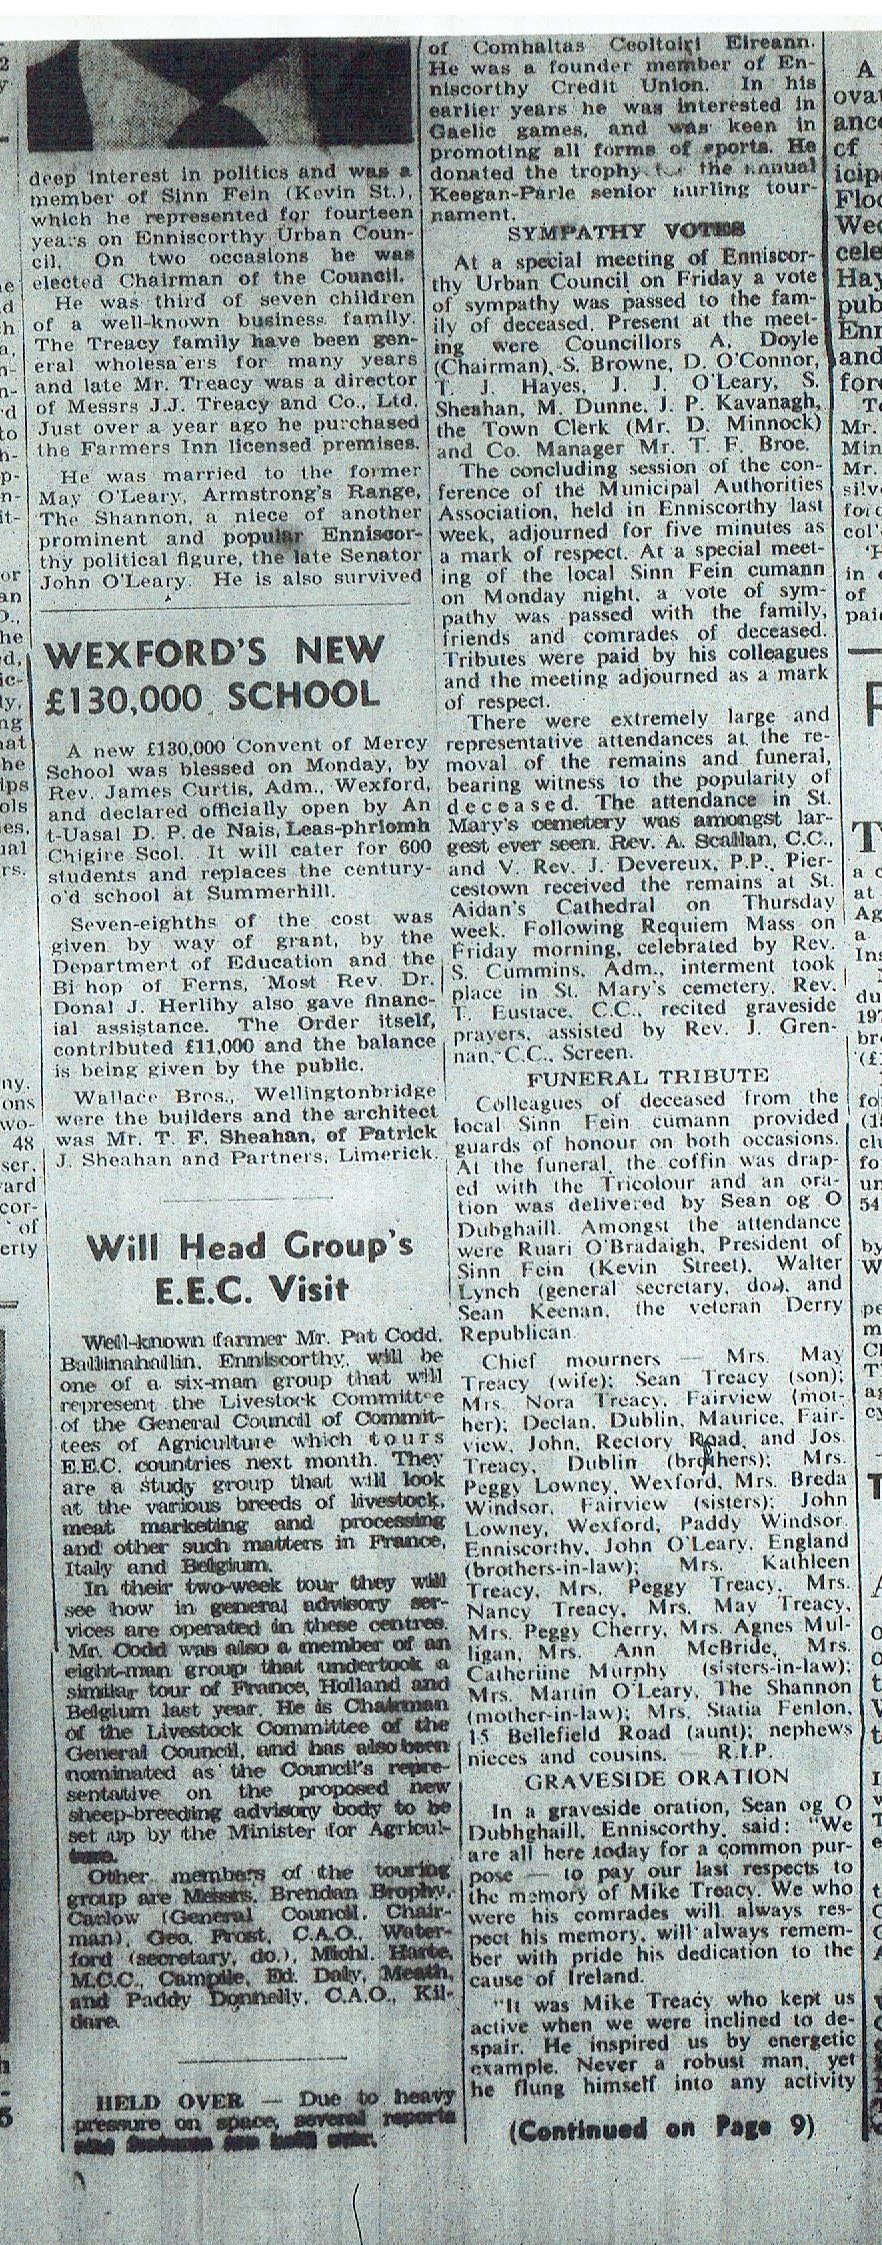 deep interest in politics and was a
member of Sinn Fein (Kevin St.),
which he represented for fourteen
years on Enniscorthy Urban Coun-
cil. On two occasions he was
elected Chairman of the Council.
He was third of seven children
of a well-known business family.
The Treacy family have been gen-
eral wholesa'ers for many years
and late Mr. Treacy was a director
of Messrs J.J. Treacy and Co., Ltd.
Just over a year ago he purchased
the Farmers Inn licensed premises.
He was married to the former
May O'Leary, Armstrong's Range,
The Shannon, a niece of another
prominent and popular Enniscor-
thy political figure, the late Senator
John O'Leary. He is also survived
WEXFORD'S NEW
£130,000 SCHOOL
A new £130,000 Convent of Mercy
School was blessed on Monday, by
Rev. James Curtis, Adm., Wexford,
and declared officially open by An
t-Uasal D. P. de Nais, Leas-phriomh
Chigire Scol. It will cater for 600
students and replaces the century-
o'd school at Summerhill.
Seven-eighths of the cost was
given by way of grant, by the
Department of Education and the
Bi hop of Ferns, Most Rev. Dr.
Donal J. Herlihy also gave financ-
ial assistance. The Order itself,
contributed £11,000 and the balance
is being given by the public.
Wallace Bros., Wellingtonbridge
were the builders and the architect
was Mr. T. F. Sheahan, of Patrick
J. Sheahan and Partners, Limerick.
Will Head Group's
E.E.C. Visit
Well-known farmer Mr. Pat Codd,
Ballinahallin, Enniscorthy, will be
one of a six-man group that will
represent the Livestock Committee
of the General Council of Commit-
tees of Agriculture which tours
E.E.C. countries next month. They
are a study group that will look
at the various breeds of livestock,
meat marketing and processing
and other such matters in France,
Italy and Belgium.
In their two-week tour they will
see how in general advisory ser-
vices are operated in these centres.
Mr. Codd was also a member of an
eight-man group that undertook a
similar tour of France, Holland and
Belgium last year. He is Chairman
of the Livestock Committee of the
General Council, and has also been
nominated as the Council's repre-
sentative on the proposed new
sheep-breeding advisory body to be
set up by the Minister for Agricul-
ture.
Other members of the touring
group are Messrs. Brendan Brophy,
Carlow (General Council, Chair-
man), Geo. Frost, C.A.O., Water-
ford (secretary, do.), Michl. Harte,
M.C.C., Campile, Ed. Daly, Meath,
and Paddy Donnelly, C.A.O., Kil-
dare.
HELD OVER — Due to heavy
pressure on space, several reports
and features are held over.
of Comhaltas Ceoltoiri Eireann.
He was a founder member of En-
niscorthy Credit Union. In his
earlier years he was interested in
Gaelic games, and was keen in
promoting all forms of sports. He
donated the trophy for the annual
Keegan-Parle senior hurling tour-
nament.
SYMPATHY VOTES
At a special meeting of Enniscor-
thy Urban Council on Friday a vote
of sympathy was passed to the fam-
ily of deceased. Present at the meet-
ing were Councillors A. Doyle
(Chairman), S. Browne, D. O'Connor,
T. J. Hayes, J. J. O'Leary, S.
Sheahan, M. Dunne, J. P. Kavanagh,
the Town Clerk (Mr. D. Minnock)
and Co. Manager Mr. T. F. Broe.
The concluding session of the con-
ference of the Municipal Authorities
Association, held in Enniscorthy last
week, adjourned for five minutes as
a mark of respect. At a special meet-
ing of the local Sinn Fein cumann
on Monday night, a vote of sym-
pathy was passed with the family,
friends and comrades of deceased.
Tributes were paid by his colleagues
and the meeting adjourned as a mark
of respect.
There were extremely large and
representative attendances at the re-
moval of the remains and funeral,
bearing witness to the popularity of
deceased. The attendance in St.
Mary's cemetery was amongst lar-
gest ever seen. Rev. A. Scallan, C.C.,
and V. Rev. J. Devereux, P.P., Pier-
cestown received the remains at St.
Aidan's Cathedral on Thursday
week. Following Requiem Mass on
Friday morning, celebrated by Rev.
S. Cummins, Adm., interment took
place in St. Mary's cemetery. Rev.
T. Eustace, C.C., recited graveside
prayers, assisted by Rev. J. Gren-
nan, C.C., Screen.
FUNERAL TRIBUTE
Colleagues of deceased from the
local Sinn Fein cumann provided
guards of honour on both occasions.
At the funeral, the coffin was drap-
ed with the Tricolour and an ora-
tion was delivered by Sean og O
Dubghaill. Amongst the attendance
were Ruari O'Bradaigh, President of
Sinn Fein (Kevin Street), Walter
Lynch (general secretary, do.), and
Sean Keenan, the veteran Derry
Republican.
Chief mourners — Mrs. May
Treacy (wife); Sean Treacy (son);
Mrs. Nora Treacy, Fairview (mot-
her); Declan, Dublin, Maurice, Fair-
view, John, Rectory Road, and Jos.
Treacy, Dublin (brothers); Mrs.
Peggy Lowney, Wexford, Mrs. Breda
Windsor, Fairview (sisters); John
Lowney, Wexford, Paddy Windsor,
Enniscorthy, John O'Leary, England
(brothers-in-law); Mrs. Kathleen
Treacy, Mrs. Peggy Treacy, Mrs.
Nancy Treacy, Mrs. May Treacy,
Mrs. Peggy Cherry, Mrs. Agnes Mul-
ligan, Mrs. Ann McBride, Mrs.
Catheriine Murphy (sisters-in-law);
Mrs. Martin O'Leary, The Shannon
(mother-in-law); Mrs. Statia Fenlon,
15 Bellefield Road (aunt); nephews
nieces and cousins. — R.I.P.
GRAVESIDE ORATION
In a graveside oration, Sean og O
Dubhghaill, Enniscorthy, said: "We
are all here today for a common pur-
pose — to pay our last respects to
the memory of Mike Treacy. We who
were his comrades will always res-
pect his memory, will always remem-
ber with pride his dedication to the
cause of Ireland.
"It was Mike Treacy who kept us
active when we were inclined to de-
spair. He inspired us by energetic
example. Never a robust man, yet
he flung himself into any activity
(Continued on Page 9)